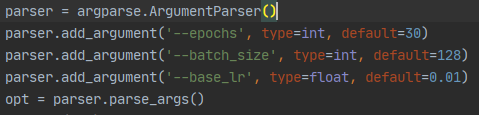 parser = argparse.ArgumentParser()
parser.add_argument('--epochs', type=int, default=30)
parser.add_argument('--batch_size', type=int, default=128)
parser.add_argument('--base_lr', type=float, default=0.01)
opt = parser.parse_args()